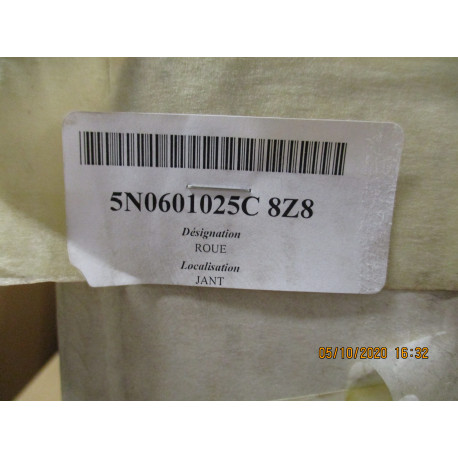 5N0601025C 8Z8
Désignation
ROUE
Localisation
JANT
05/10/2020 16:32